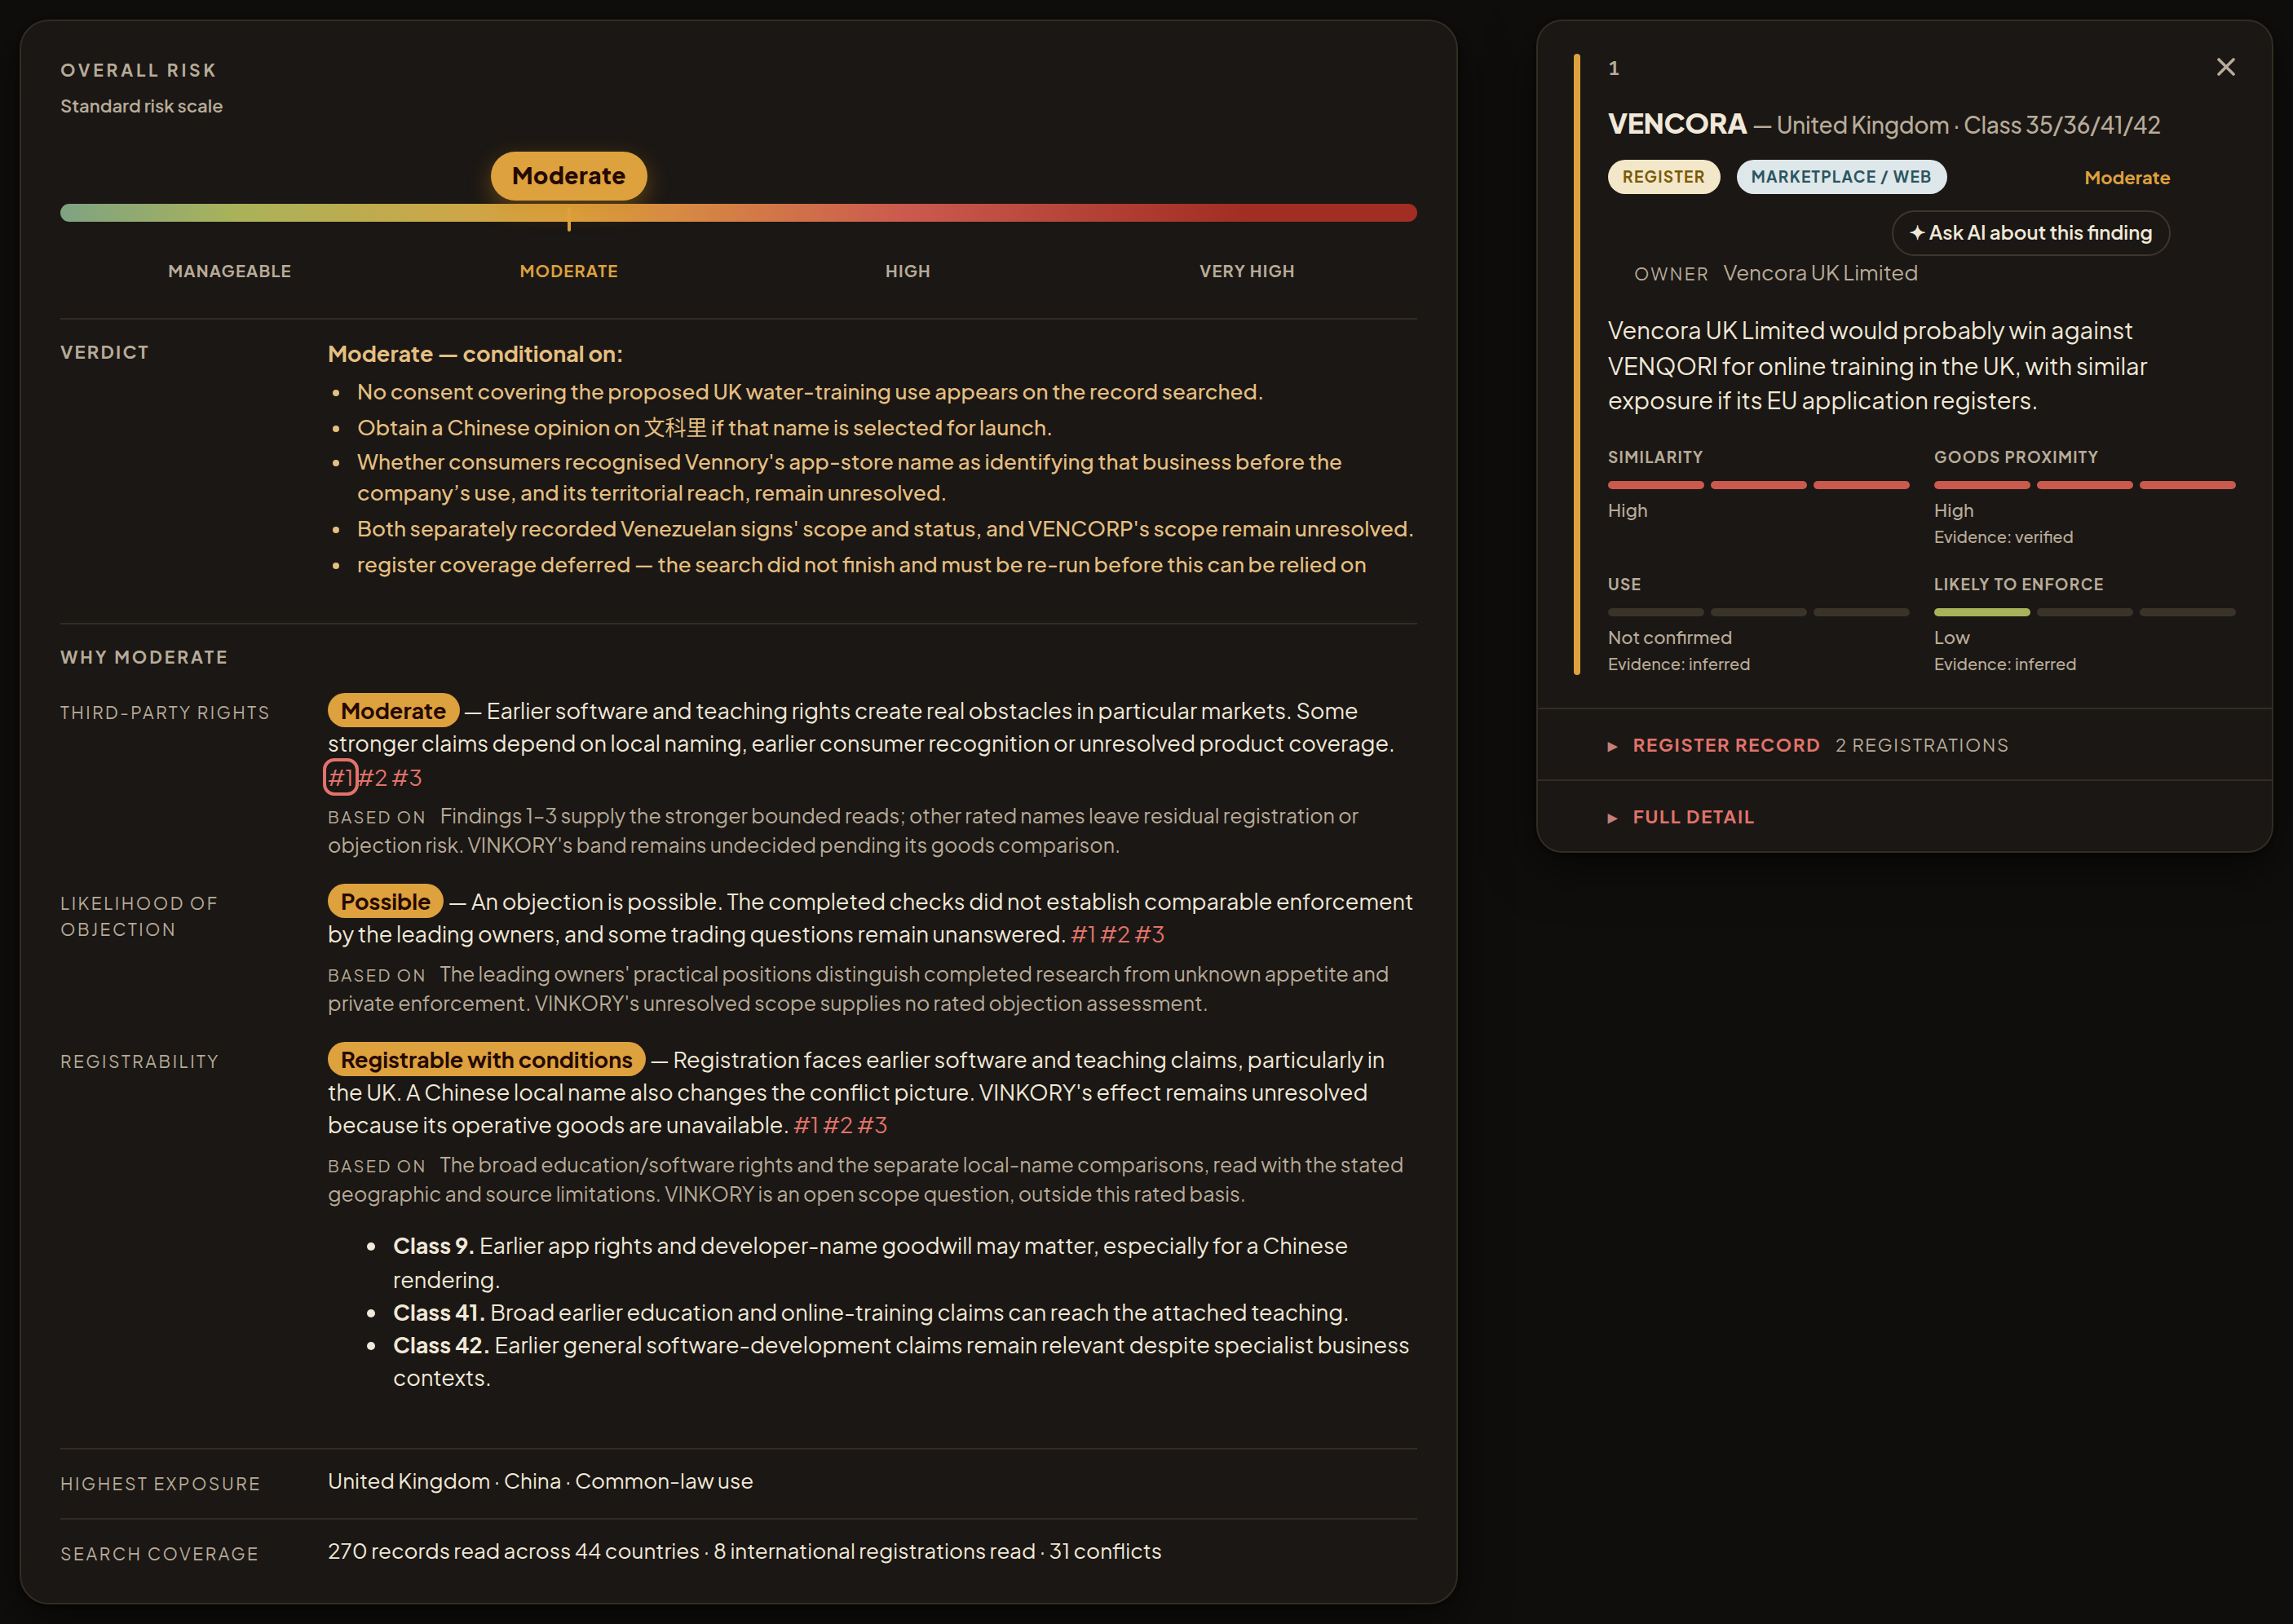 OVERALL RISK
Standard risk scale
Moderate
MANAGEABLE
MODERATE
HIGH
VERY HIGH
VERDICT
Moderate — conditional on:
• No consent covering the proposed UK water-training use appears on the record searched.
• Obtain a Chinese opinion on 文科里 if that name is selected for launch.
• Whether consumers recognised Vennory's app-store name as identifying that business before the
company’s use, and its territorial reach, remain unresolved.
• Both separately recorded Venezuelan signs' scope and status, and VENCORP's scope remain unresolved.
• register coverage deferred — the search did not finish and must be re-run before this can be relied on
WHY MODERATE
THIRD-PARTY RIGHTS
Moderate — Earlier software and teaching rights create real obstacles in particular markets. Some
stronger claims depend on local naming, earlier consumer recognition or unresolved product coverage.
#1 #2 #3
BASED ON Findings 1–3 supply the stronger bounded reads; other rated names leave residual registration or
objection risk. VINKORY's band remains undecided pending its goods comparison.
LIKELIHOOD OF
OBJECTION
Possible — An objection is possible. The completed checks did not establish comparable enforcement
by the leading owners, and some trading questions remain unanswered. #1 #2 #3
BASED ON The leading owners' practical positions distinguish completed research from unknown appetite and
private enforcement. VINKORY's unresolved scope supplies no rated objection assessment.
REGISTRABILITY
Registrable with conditions — Registration faces earlier software and teaching claims, particularly in
the UK. A Chinese local name also changes the conflict picture. VINKORY's effect remains unresolved
because its operative goods are unavailable. #1 #2 #3
BASED ON The broad education/software rights and the separate local-name comparisons, read with the stated
geographic and source limitations. VINKORY is an open scope question, outside this rated basis.
• Class 9. Earlier app rights and developer-name goodwill may matter, especially for a Chinese
rendering.
• Class 41. Broad earlier education and online-training claims can reach the attached teaching.
• Class 42. Earlier general software-development claims remain relevant despite specialist business
contexts.
HIGHEST EXPOSURE
United Kingdom · China · Common-law use
SEARCH COVERAGE
270 records read across 44 countries · 8 international registrations read · 31 conflicts
1
VENCORA — United Kingdom · Class 35/36/41/42
REGISTER
MARKETPLACE / WEB
Moderate
✦ Ask AI about this finding
OWNER Vencora UK Limited
Vencora UK Limited would probably win against
VENQORI for online training in the UK, with similar
exposure if its EU application registers.
SIMILARITY
High
GOODS PROXIMITY
High
Evidence: verified
USE
Not confirmed
Evidence: inferred
LIKELY TO ENFORCE
Low
Evidence: inferred
▸ REGISTER RECORD 2 REGISTRATIONS
▸ FULL DETAIL